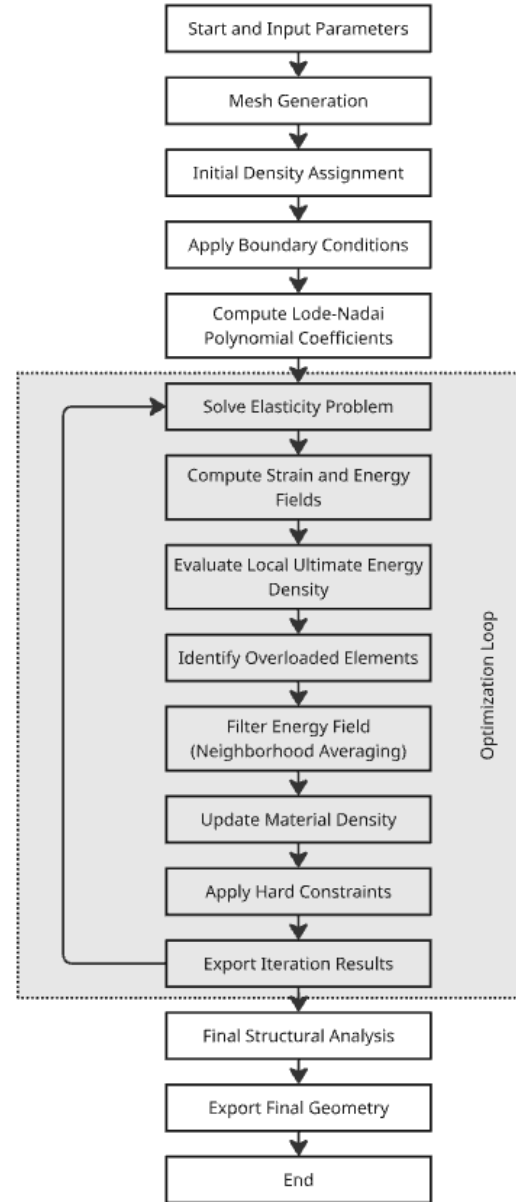 Start and Input Parameters
Mesh Generation
Initial Density Assignment
Apply Boundary Conditions
Compute Lode-Nadai
Polynomial Coefficients
Solve Elasticity Problem
Compute Strain and Energy
Fields
Evaluate Local Ultimate Energy
Density
Identify Overloaded Elements
Filter Energy Field
(Neighborhood Averaging)
Update Material Density
Apply Hard Constraints
Export Iteration Results
Optimization Loop
Final Structural Analysis
Export Final Geometry
End